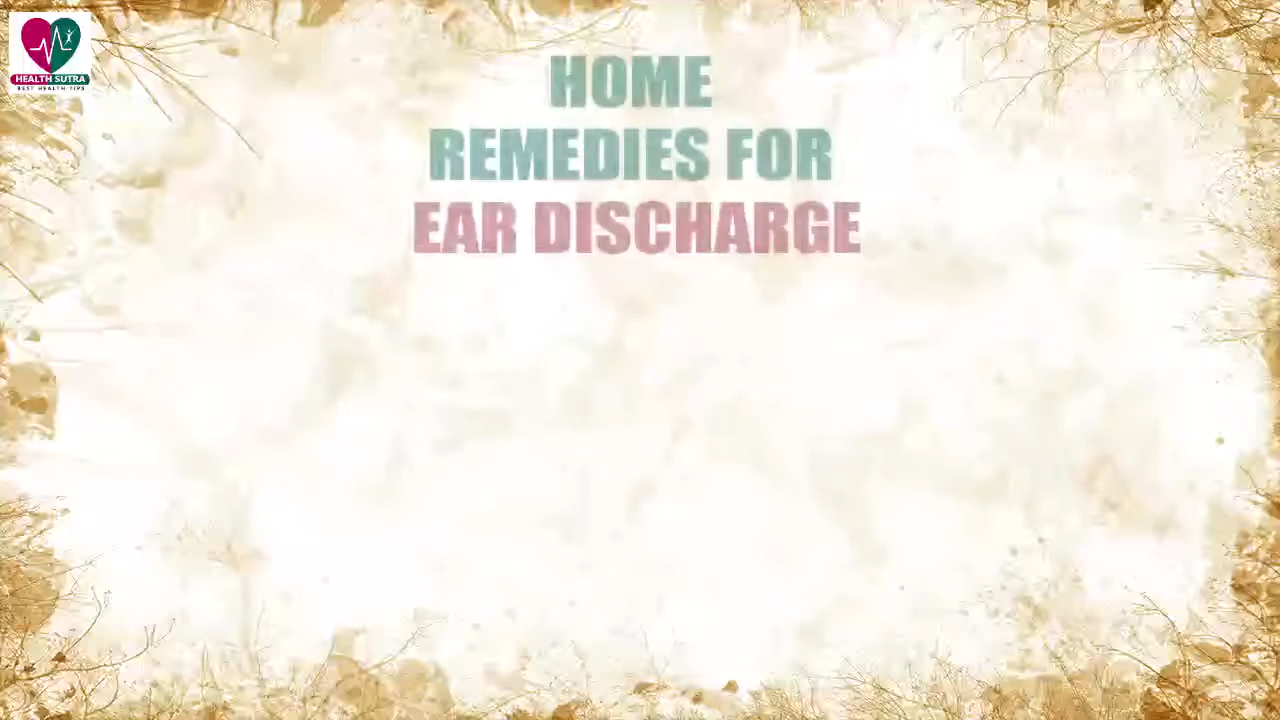 HEALTH SUTRA
BEST HEALTH TIPS
HOME
REMEDIES FOR
EAR DISCHARGE